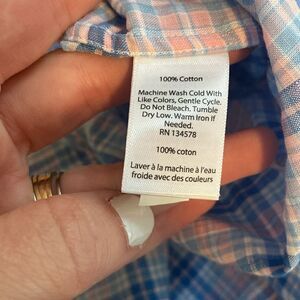 100% Cotton
Machine Wash Cold With
Like Colors, Gentle Cycle.
Do Not Bleach. Tumble
Dry Low. Warm Iron If
Needed.
RN 134578
100% coton
Laver à la machine à l'eau
froide avec des couleurs